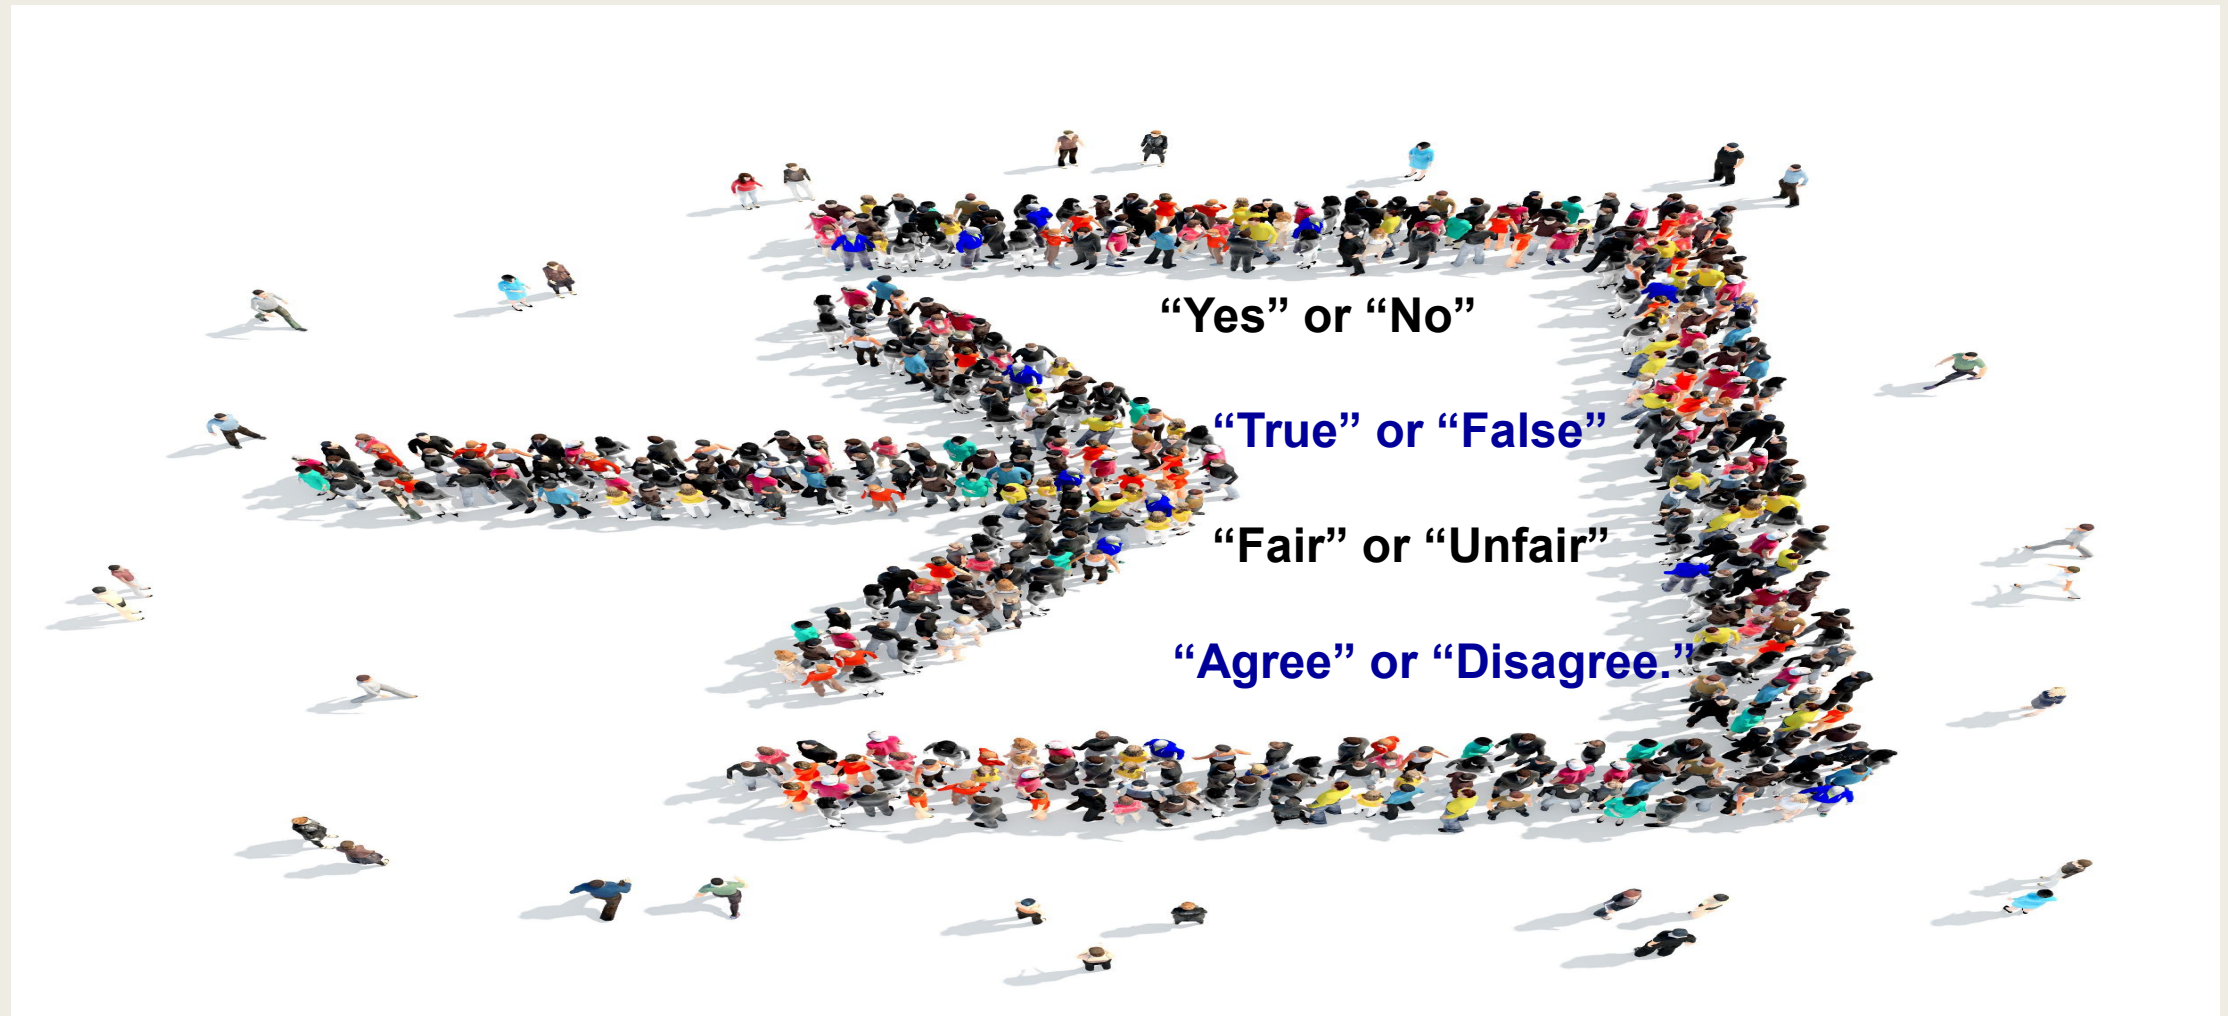 “Yes” or “No”
“True” or “False”
“Fair” or “Unfair”
“Agree” or “Disagree.”